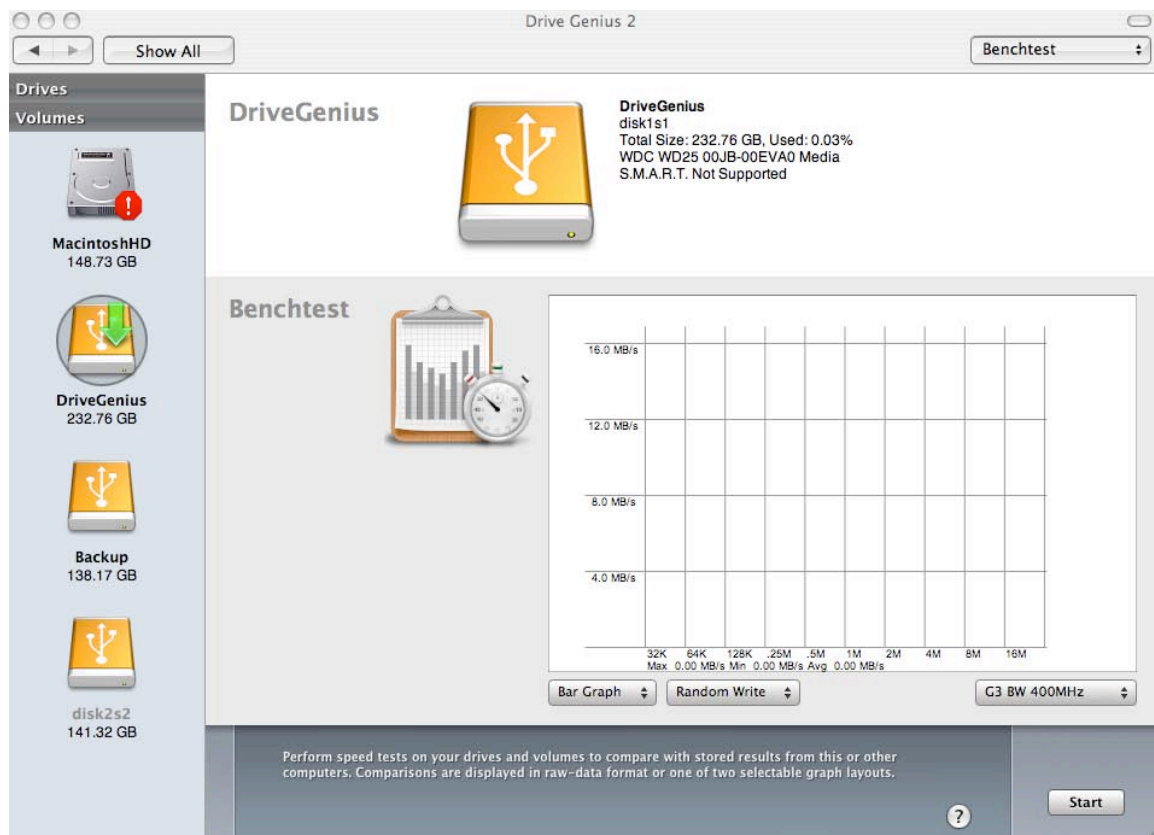 Drive Genius 2
Show All
Benchtest
Drives
Volumes
MacintoshHD
148.73 GB
DriveGenius
232.76 GB
Backup
138.17 GB
disk2s2
141.32 GB
DriveGenius
DriveGenius
disk1s1
Total Size: 232.76 GB, Used: 0.03%
WDC WD25 00JB-00EVA0 Media
S.M.A.R.T. Not Supported
Benchtest
16.0 MB/s
12.0 MB/s
8.0 MB/s
4.0 MB/s
32K 64K 128K .25M .5M 1M 2M 4M 8M 16M
Max 0.00 MB/s Min 0.00 MB/s Avg 0.00 MB/s
Bar Graph Random Write G3 BW 400MHz
Perform speed tests on your drives and volumes to compare with stored results from this or other
computers. Comparisons are displayed in raw-data format or one of two selectable graph layouts.
?
Start